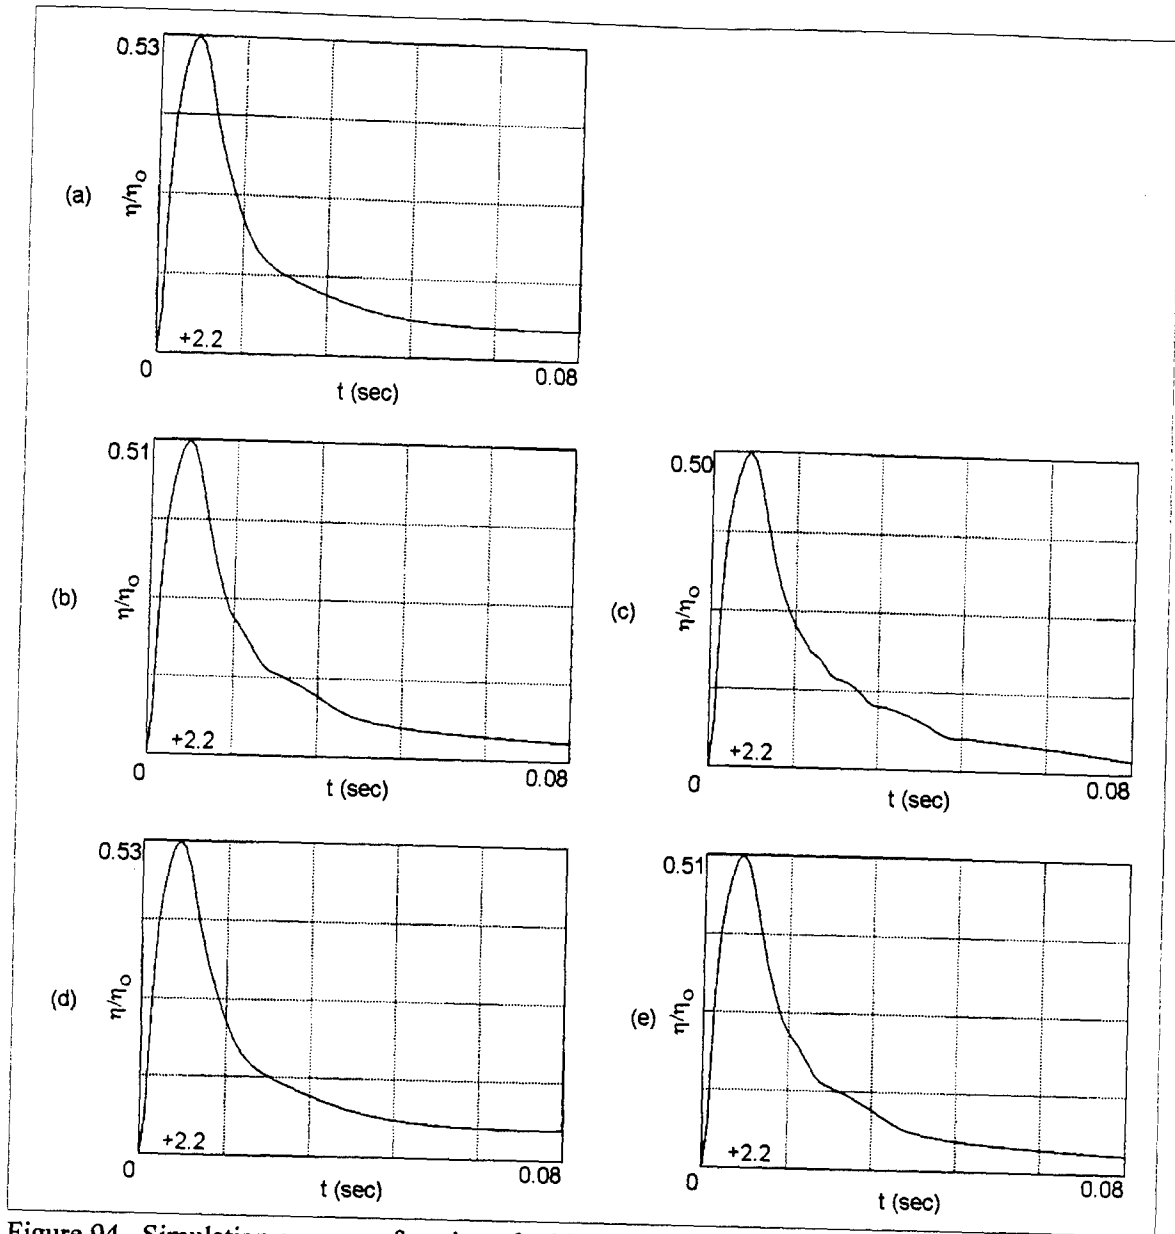 0.53
(a)
η/ηo
+2.2
0
0.08
t (sec)
0.51
(b)
η/ηo
+2.2
0
0.08
t (sec)
0.50
(c)
η/ηo
+2.2
0
0.08
t (sec)
0.53
(d)
η/ηo
+2.2
0
0.08
t (sec)
0.51
(e)
η/ηo
+2.2
0
0.08
t (sec)
Figure 94 Simulation